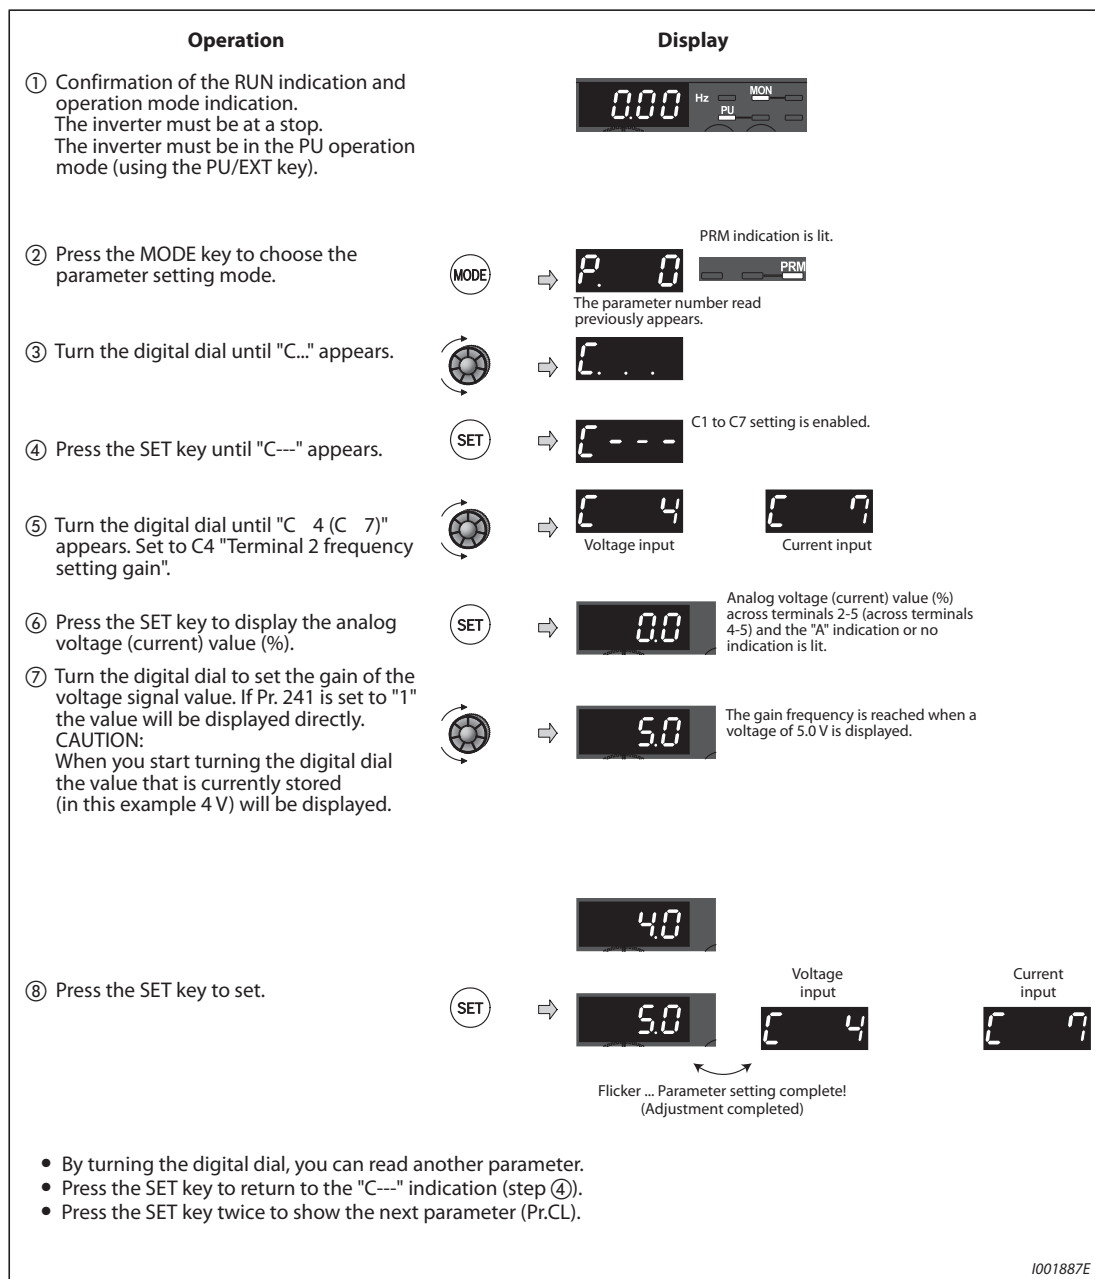 Operation
Display
① Confirmation of the RUN indication and
operation mode indication.
The inverter must be at a stop.
The inverter must be in the PU operation
mode (using the PU/EXT key).
0.00 Hz MON
PU
② Press the MODE key to choose the
parameter setting mode.
MODE
P. 0
PRM indication is lit.
PRM
The parameter number read
previously appears.
③ Turn the digital dial until "C..." appears.
C. . .
④ Press the SET key until "C---" appears.
SET
C - - -
C1 to C7 setting is enabled.
⑤ Turn the digital dial until "C 4 (C 7)"
appears. Set to C4 "Terminal 2 frequency
setting gain".
C 4
Voltage input
C 7
Current input
⑥ Press the SET key to display the analog
voltage (current) value (%).
SET
0.0
Analog voltage (current) value (%)
across terminals 2-5 (across terminals
4-5) and the "A" indication or no
indication is lit.
⑦ Turn the digital dial to set the gain of the
voltage signal value. If Pr. 241 is set to "1"
the value will be displayed directly.
CAUTION:
When you start turning the digital dial
the value that is currently stored
(in this example 4 V) will be displayed.
5.0
The gain frequency is reached when a
voltage of 5.0 V is displayed.
4.0
⑧ Press the SET key to set.
SET
5.0
Voltage
input
C 4
Current
input
C 7
Flicker ... Parameter setting complete!
(Adjustment completed)
• By turning the digital dial, you can read another parameter.
• Press the SET key to return to the "C---" indication (step ④).
• Press the SET key twice to show the next parameter (Pr.CL).
I001887E